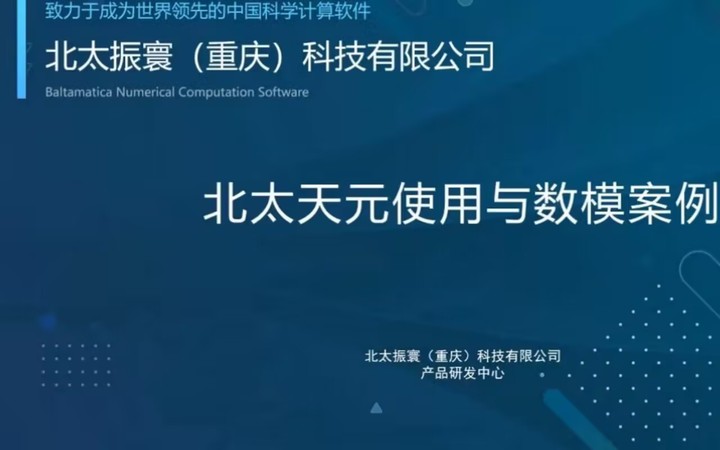 致力于成为世界领先的中国科学计算软件
北太振寰（重庆）科技有限公司
Baltamatica Numerical Computation Software
北太天元使用与数模案例
北太振寰（重庆）科技有限公司
产品研发中心